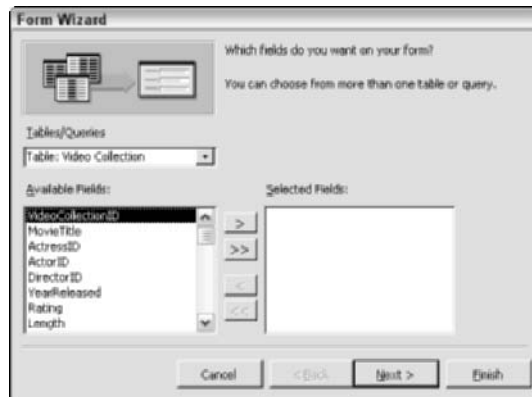 Form Wizard
Which fields do you want on your form?
You can choose from more than one table or query.
Tables/Queries
Table: Video Collection
Available Fields:
Selected Fields:
VideoCollectionID
MovieTitle
ActressID
ActorID
DirectorID
YearReleased
Rating
Length
>
>>
<
<<
Cancel
< Back
Next >
Finish